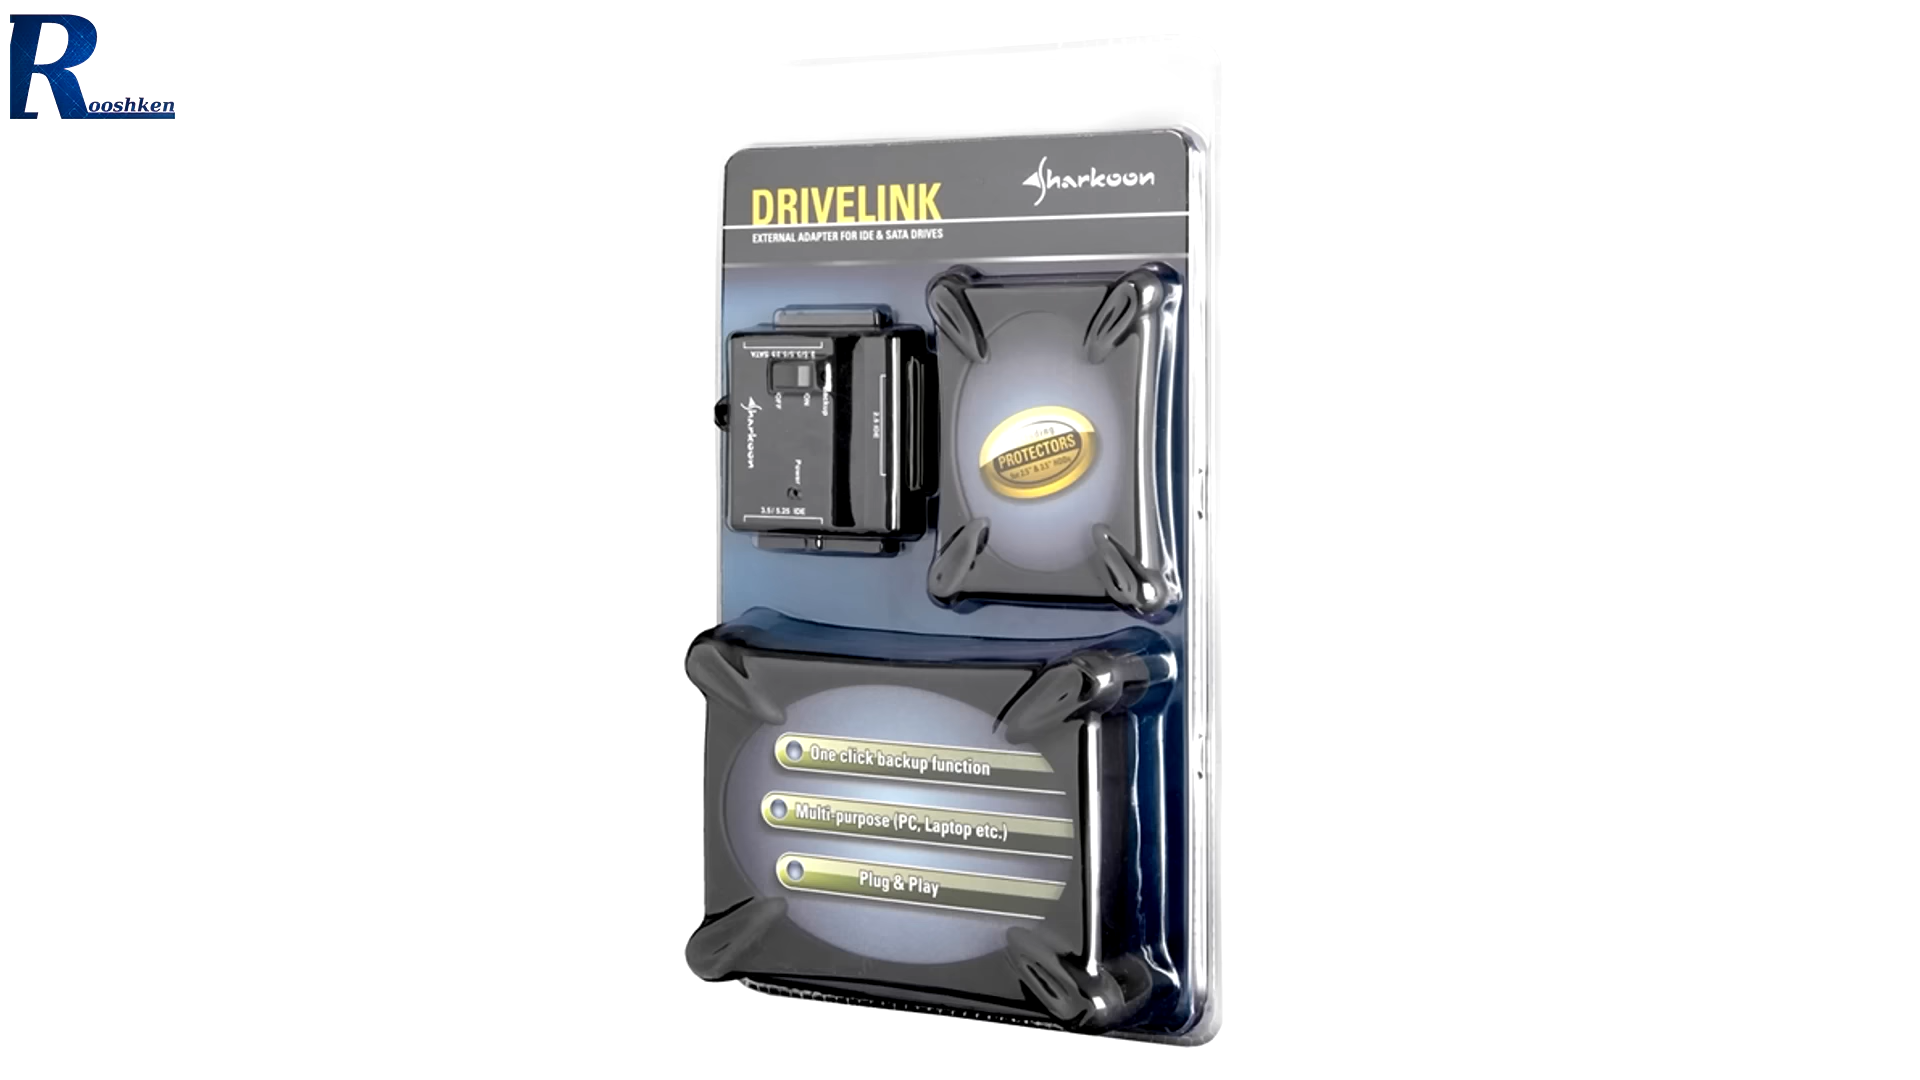 Rooshken
DRIVELINK
Sharkoon
EXTERNAL ADAPTER FOR IDE & SATA DRIVES
OFF
ON
Sharkoon
Power
2.5 IDE
3.5/ 5.25 IDE
PROTECTORS
One click backup function
Multi-purpose (PC, Laptop etc.)
Plug & Play